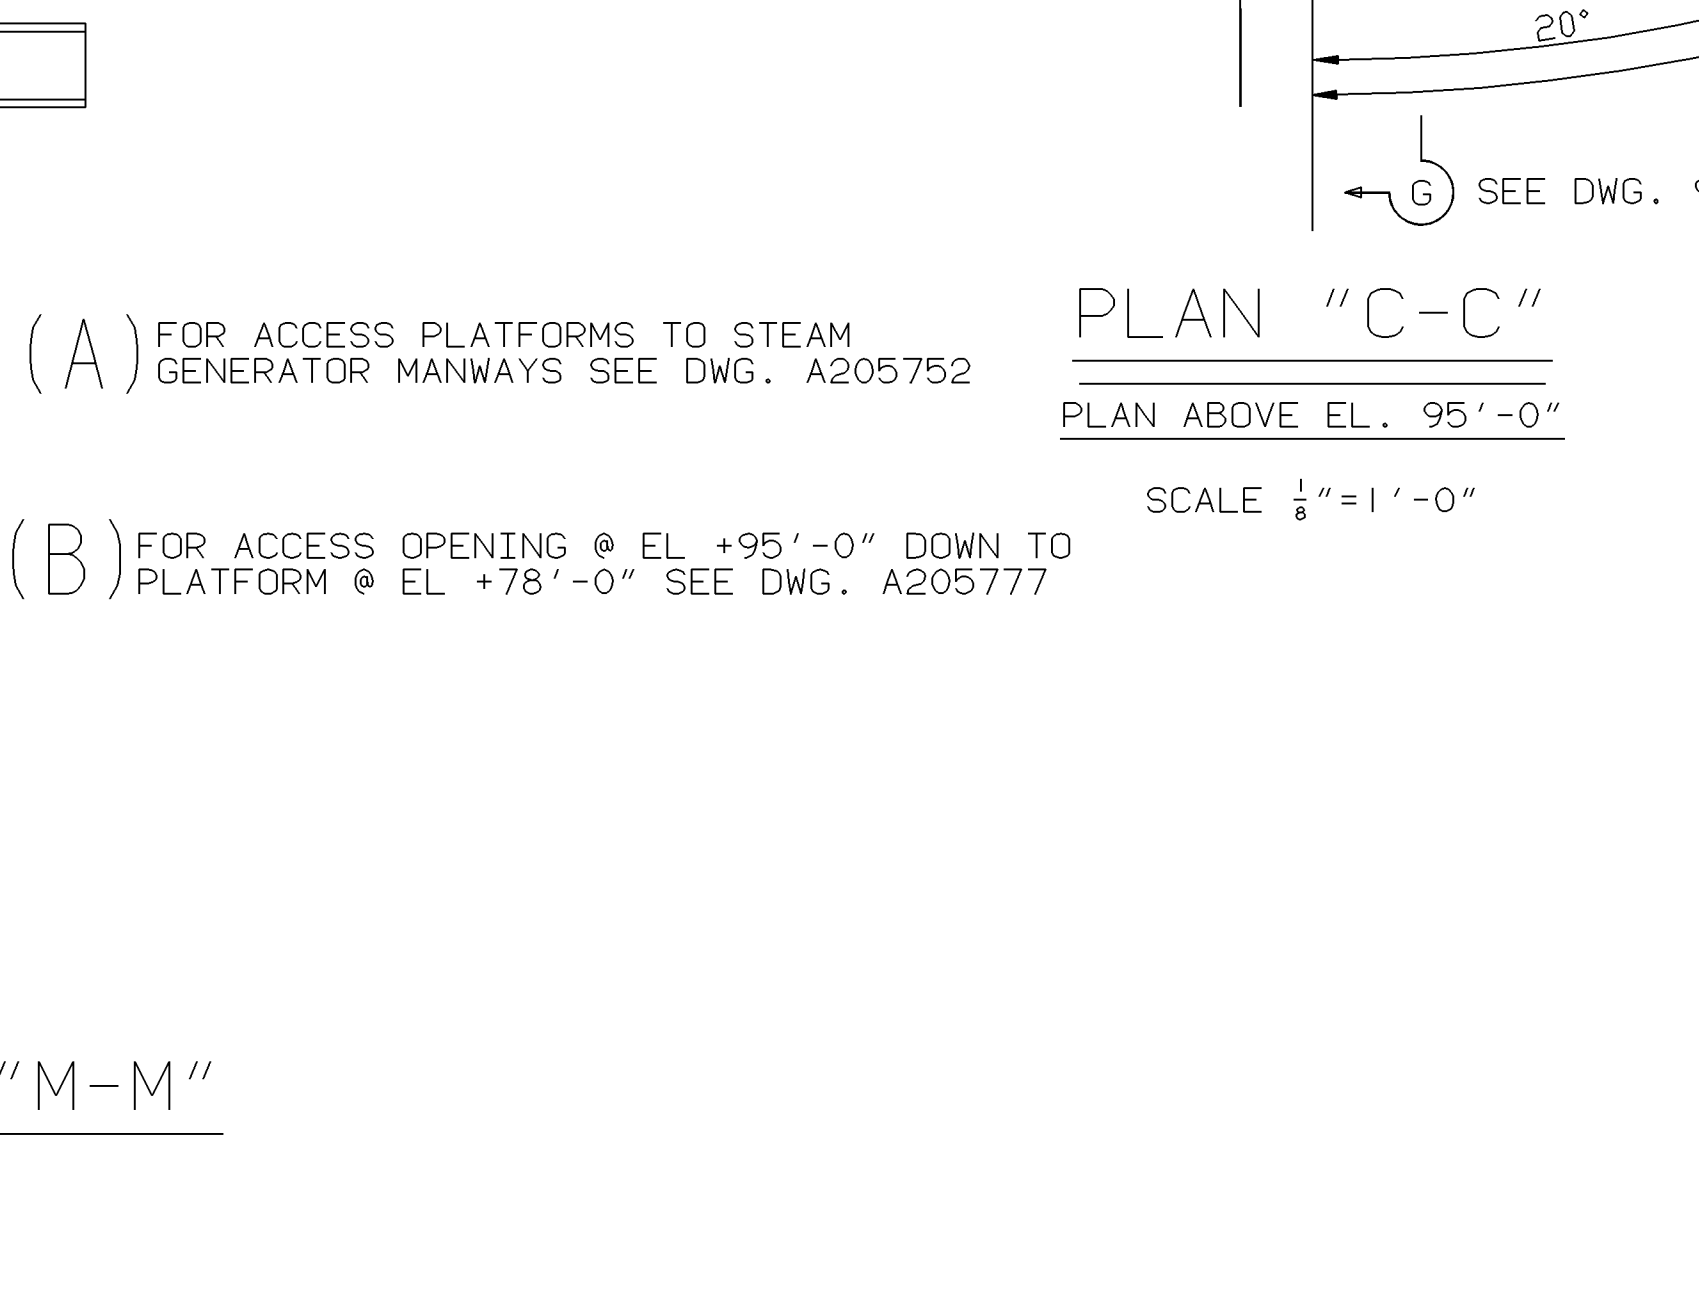 20°
G SEE DWG.
PLAN "C-C"
(A) FOR ACCESS PLATFORMS TO STEAM
GENERATOR MANWAYS SEE DWG. A205752
PLAN ABOVE EL. 95'-0"
SCALE 1/8"=1'-0"
(B) FOR ACCESS OPENING @ EL +95'-0" DOWN TO
PLATFORM @ EL +78'-0" SEE DWG. A205777
"M-M"